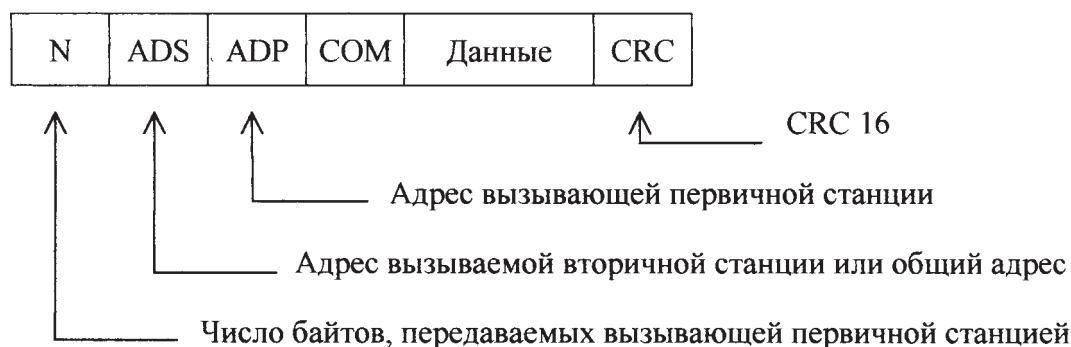 N ADS ADP COM Данные CRC
CRC 16
Адрес вызывающей первичной станции
Адрес вызываемой вторичной станции или общий адрес
Число байтов, передаваемых вызывающей первичной станцией